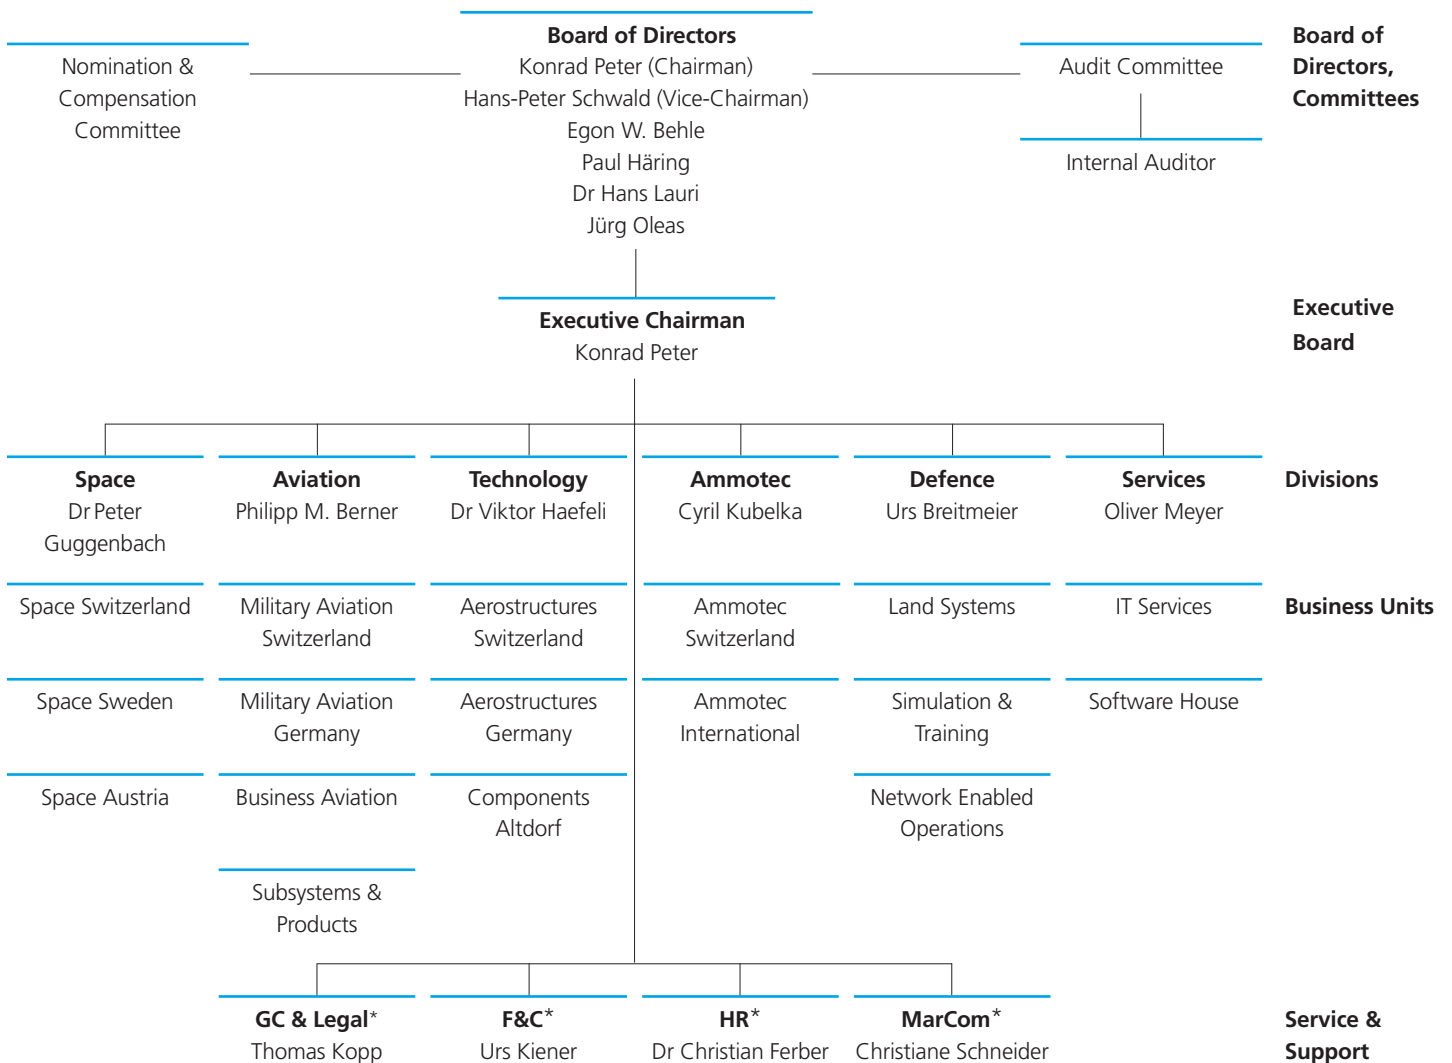 Board of Directors
Konrad Peter (Chairman)
Hans-Peter Schwald (Vice-Chairman)
Egon W. Behle
Paul Häring
Dr Hans Lauri
Jürg Oleas
Nomination &
Compensation
Committee
Audit Committee
Internal Auditor
Board of
Directors,
Committees
Executive Chairman
Konrad Peter
Executive
Board
Space
Dr Peter
Guggenbach
Aviation
Philipp M. Berner
Technology
Dr Viktor Haefeli
Ammotec
Cyril Kubelka
Defence
Urs Breitmeier
Services
Oliver Meyer
Divisions
Space Switzerland
Military Aviation
Switzerland
Aerostructures
Switzerland
Ammotec
Switzerland
Land Systems
IT Services
Business Units
Space Sweden
Military Aviation
Germany
Aerostructures
Germany
Ammotec
International
Simulation &
Training
Software House
Space Austria
Business Aviation
Components
Altdorf
Network Enabled
Operations
Subsystems &
Products
GC & Legal*
Thomas Kopp
F&C*
Urs Kiener
HR*
Dr Christian Ferber
MarCom*
Christiane Schneider
Service &
Support